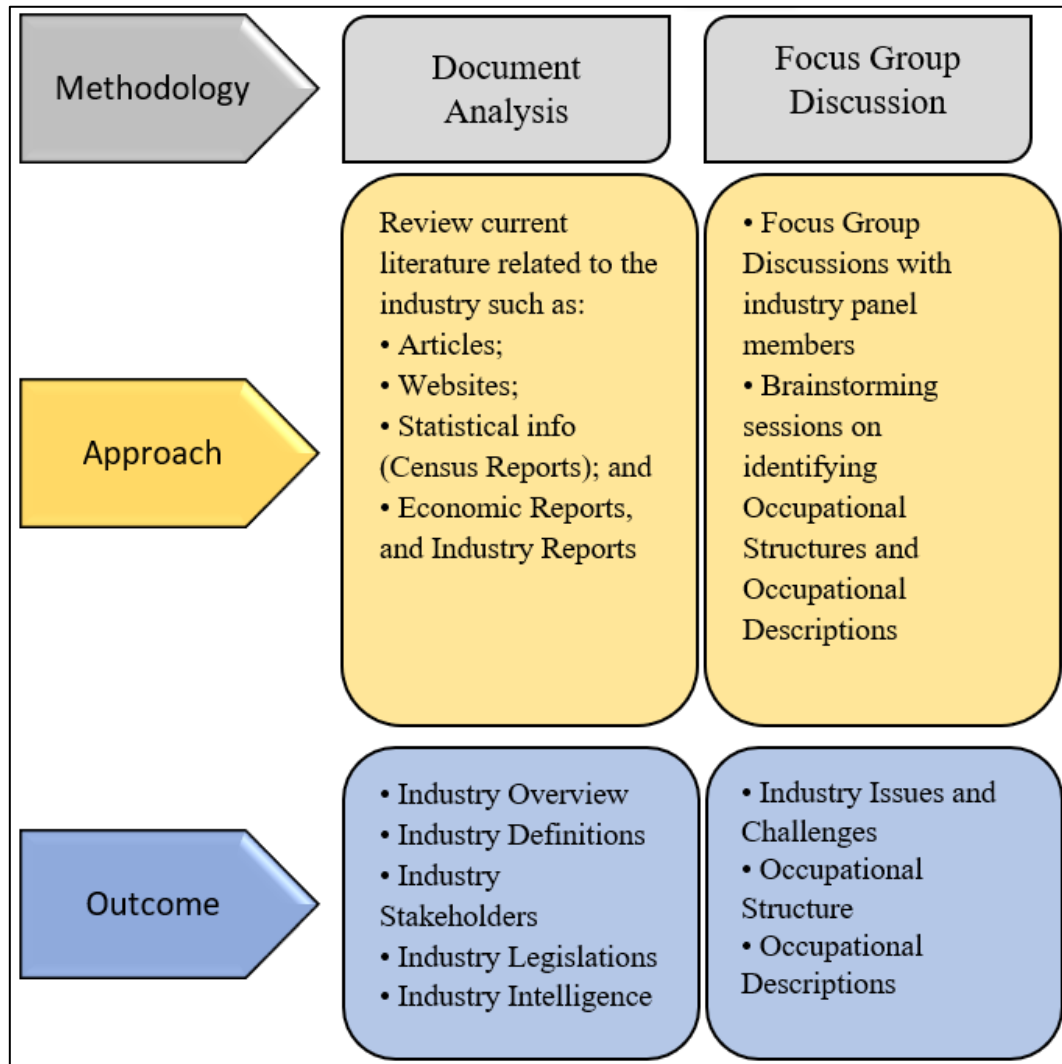 Methodology
Document
Analysis
Focus Group
Discussion
Approach
Review current
literature related to the
industry such as:
• Articles;
• Websites;
• Statistical info
(Census Reports); and
• Economic Reports,
and Industry Reports
• Focus Group
Discussions with
industry panel
members
• Brainstorming
sessions on
identifying
Occupational
Structures and
Occupational
Descriptions
Outcome
• Industry Overview
• Industry Definitions
• Industry
Stakeholders
• Industry Legislations
• Industry Intelligence
• Industry Issues and
Challenges
• Occupational
Structure
• Occupational
Descriptions